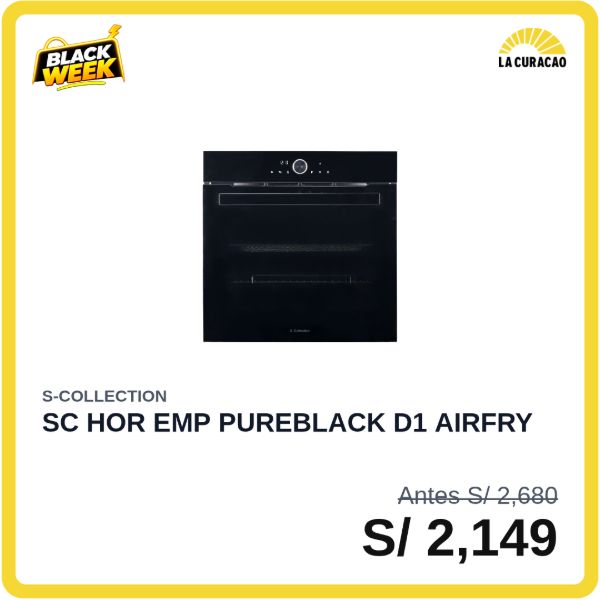 BLACK
WEEK
LA CURACAO
S-COLLECTION
SC HOR EMP PUREBLACK D1 AIRFRY
Antes S/ 2,680
S/ 2,149